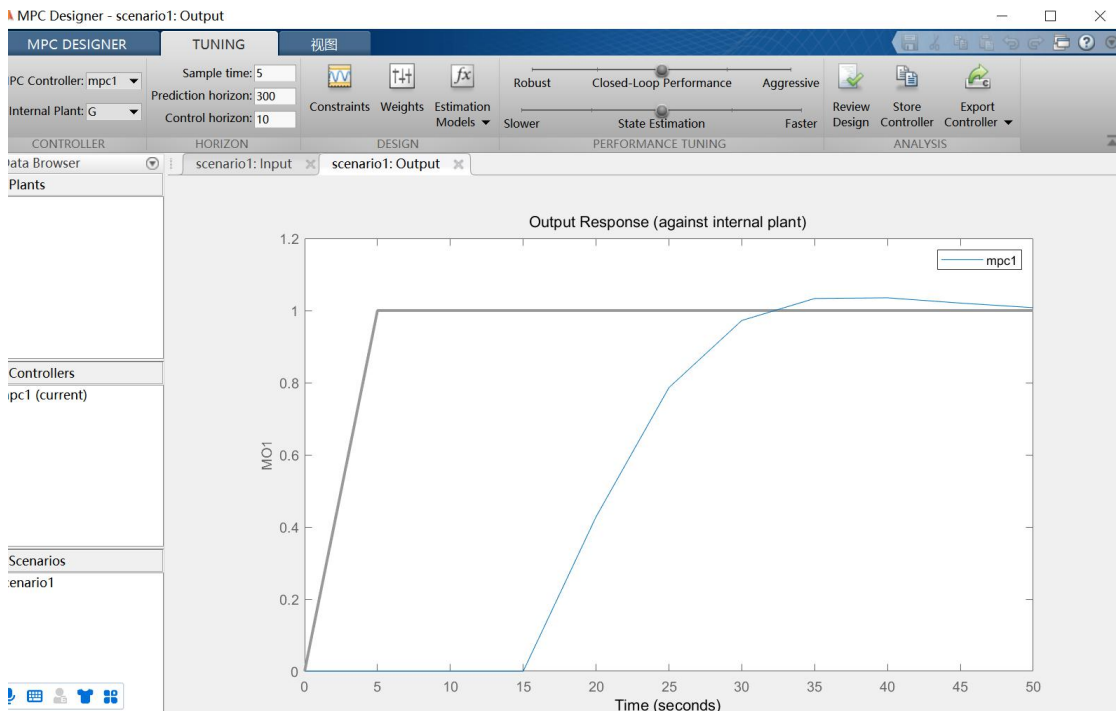 MPC Designer - scenario1: Output
MPC DESIGNER TUNING 视图
PC Controller: mpc1
Internal Plant: G
CONTROLLER
Sample time: 5
Prediction horizon: 300
Control horizon: 10
HORIZON
Constraints Weights Estimation Models
DESIGN
Robust Closed-Loop Performance Aggressive
Slower State Estimation Faster
PERFORMANCE TUNING
Review Design Store Controller Export Controller
ANALYSIS
ata Browser
Plants
Controllers
pc1 (current)
Scenarios
enario1
scenario1: Input scenario1: Output
Output Response (against internal plant)
mpc1
1.2
1
0.8
0.6
0.4
0.2
0
MO1
0 5 10 15 20 25 30 35 40 45 50
Time (seconds)